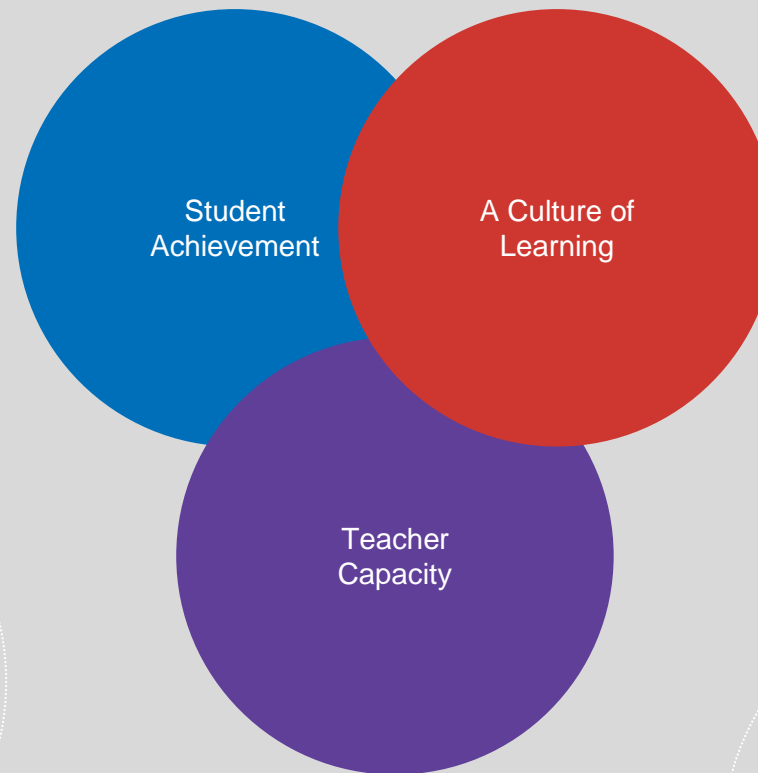 Student
Achievement
A Culture of
Learning
Teacher
Capacity